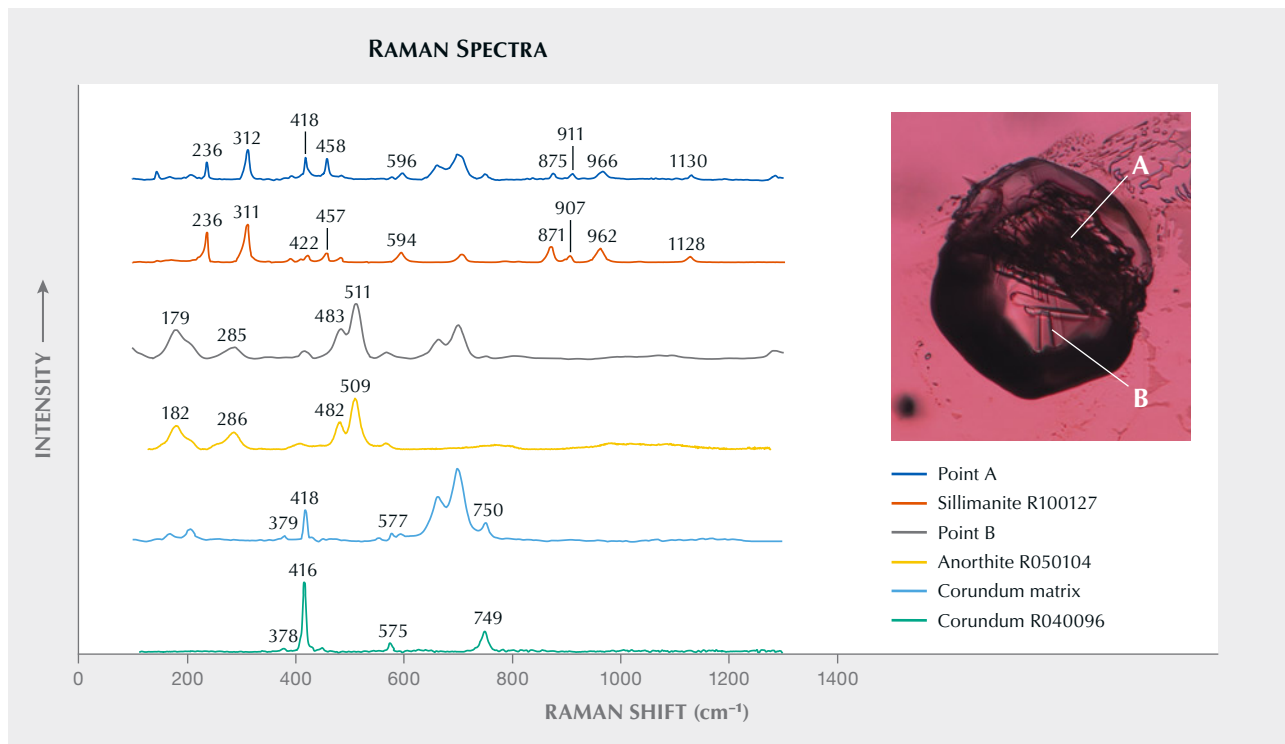 RAMAN SPECTRA
418
236 312 458 596 875 911 966 1130
236 311 422 457 594 871 907 962 1128
179 285 483 511
182 286 482 509
379 418 577 750
378 416 575 749
INTENSITY
0 200 400 600 800 1000 1200 1400
RAMAN SHIFT (cm⁻¹)
A
B
Point A
Sillimanite R100127
Point B
Anorthite R050104
Corundum matrix
Corundum R040096